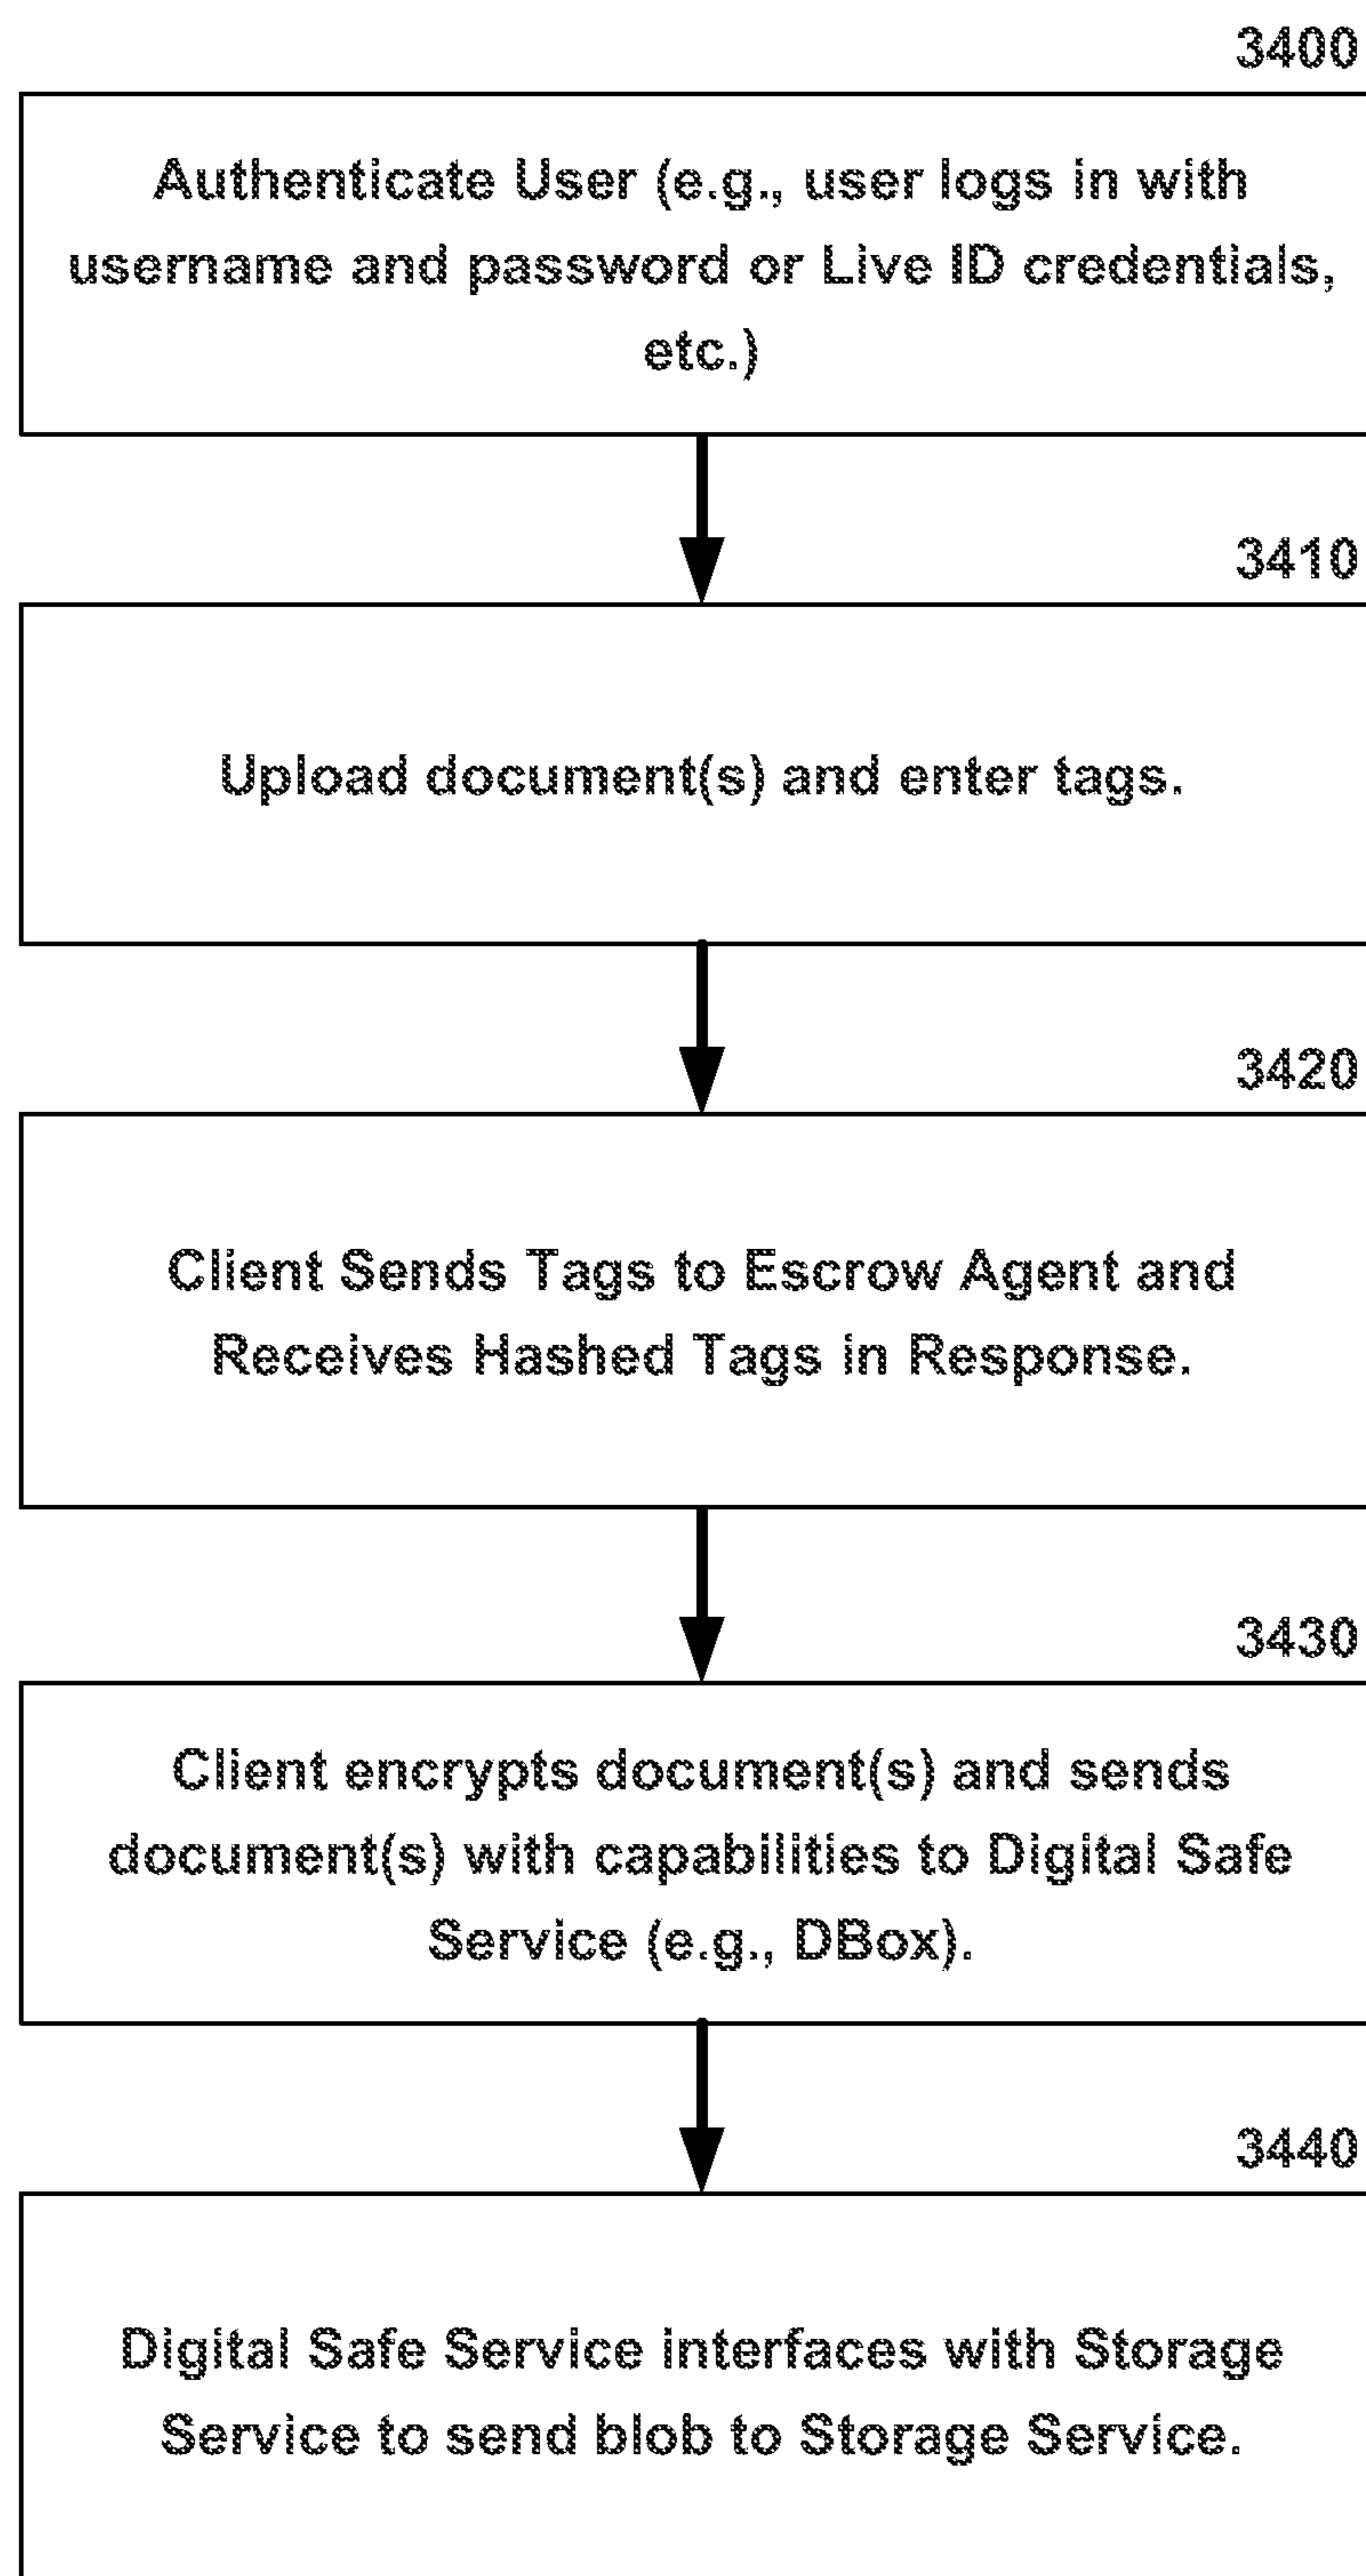 3400
Authenticate User (e.g., user logs in with
username and password or Live ID credentials,
etc.)
3410
Upload document(s) and enter tags.
3420
Client Sends Tags to Escrow Agent and
Receives Hashed Tags in Response.
3430
Client encrypts document(s) and sends
document(s) with capabilities to Digital Safe
Service (e.g., DBox).
3440
Digital Safe Service interfaces with Storage
Service to send blob to Storage Service.